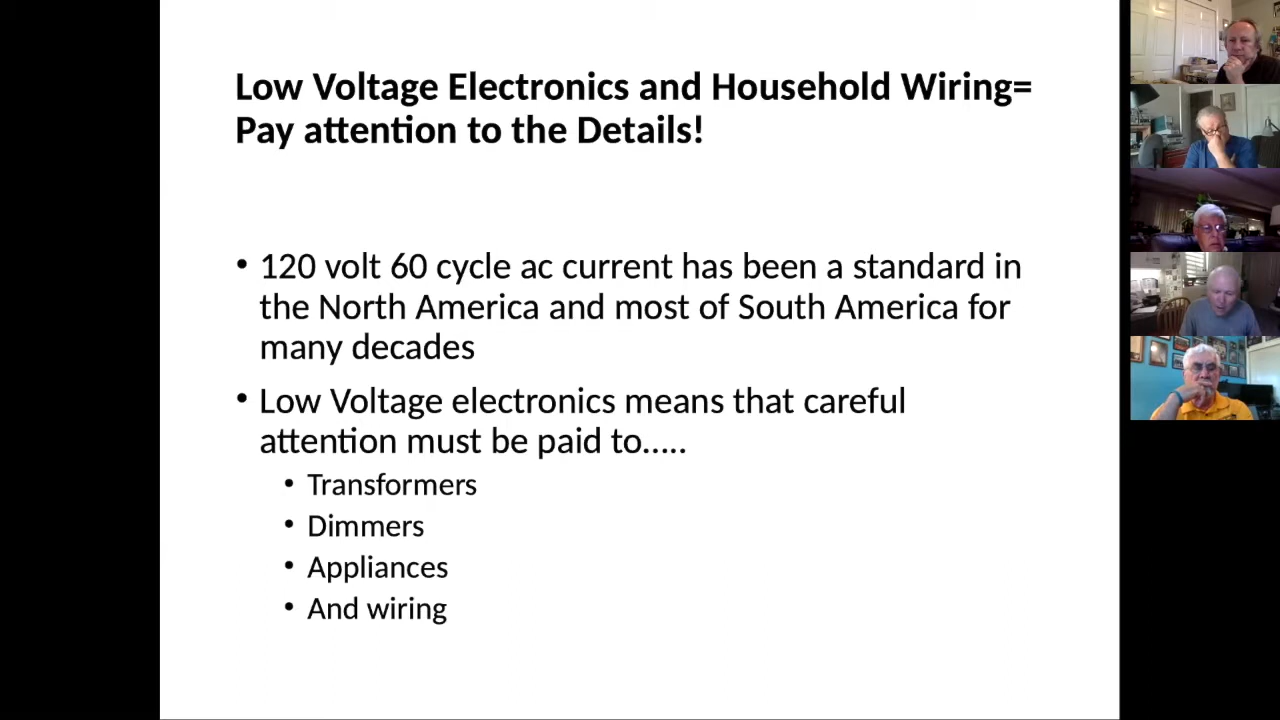 Low Voltage Electronics and Household Wiring=
Pay attention to the Details!
• 120 volt 60 cycle ac current has been a standard in
the North America and most of South America for
many decades
• Low Voltage electronics means that careful
attention must be paid to…..
• Transformers
• Dimmers
• Appliances
• And wiring